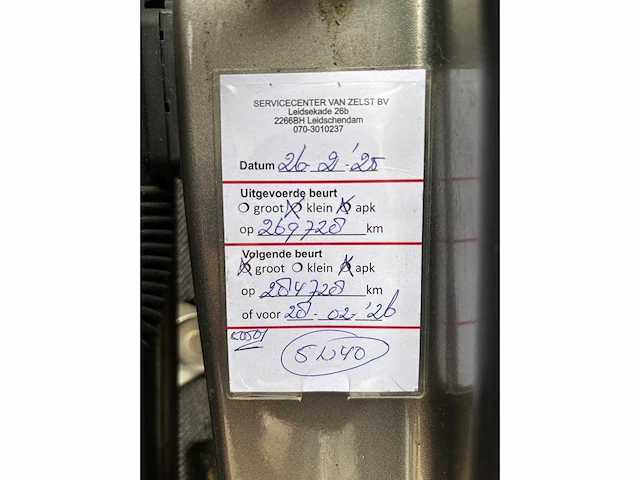 SERVICECENTER VAN ZELST BV
Leidsekade 26b
2266BH Leidschendam
070-3010237
Datum 26-2-'25
Uitgevoerde beurt
groot klein apk
op 269728 km
Volgende beurt
groot klein apk
op 284728 km
of voor 28-02-'26
5W40